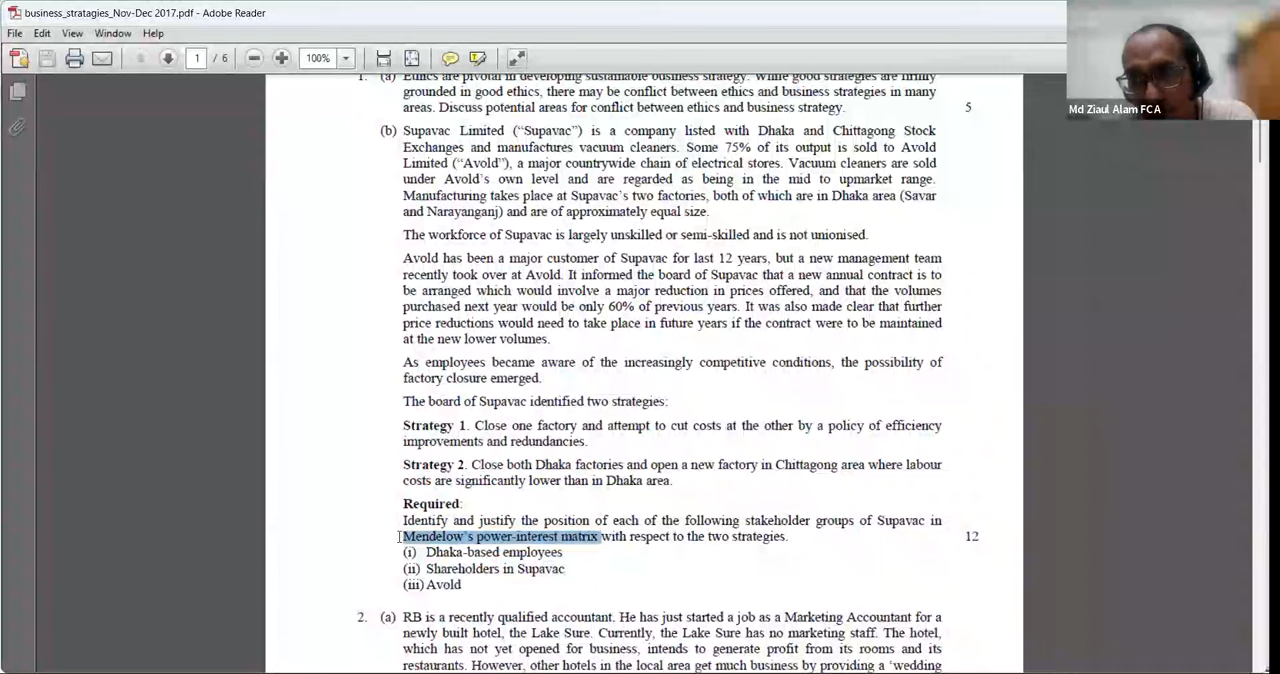 business_stratagies_Nov-Dec 2017.pdf - Adobe Reader
File Edit View Window Help
1 / 6 100%
Md Ziaul Alam FCA
1. (a) Ethics are pivotal in developing sustainable business strategy. While good strategies are firmly
grounded in good ethics, there may be conflict between ethics and business strategies in many
areas. Discuss potential areas for conflict between ethics and business strategy. 5
(b) Supavac Limited (“Supavac”) is a company listed with Dhaka and Chittagong Stock
Exchanges and manufactures vacuum cleaners. Some 75% of its output is sold to Avold
Limited (“Avold”), a major countrywide chain of electrical stores. Vacuum cleaners are sold
under Avold’s own level and are regarded as being in the mid to upmarket range.
Manufacturing takes place at Supavac’s two factories, both of which are in Dhaka area (Savar
and Narayanganj) and are of approximately equal size.
The workforce of Supavac is largely unskilled or semi-skilled and is not unionised.
Avold has been a major customer of Supavac for last 12 years, but a new management team
recently took over at Avold. It informed the board of Supavac that a new annual contract is to
be arranged which would involve a major reduction in prices offered, and that the volumes
purchased next year would be only 60% of previous years. It was also made clear that further
price reductions would need to take place in future years if the contract were to be maintained
at the new lower volumes.
As employees became aware of the increasingly competitive conditions, the possibility of
factory closure emerged.
The board of Supavac identified two strategies:
Strategy 1. Close one factory and attempt to cut costs at the other by a policy of efficiency
improvements and redundancies.
Strategy 2. Close both Dhaka factories and open a new factory in Chittagong area where labour
costs are significantly lower than in Dhaka area.
Required:
Identify and justify the position of each of the following stakeholder groups of Supavac in
Mendelow’s power-interest matrix with respect to the two strategies. 12
(i) Dhaka-based employees
(ii) Shareholders in Supavac
(iii) Avold
2. (a) RB is a recently qualified accountant. He has just started a job as a Marketing Accountant for a
newly built hotel, the Lake Sure. Currently, the Lake Sure has no marketing staff. The hotel,
which has not yet opened for business, intends to generate profit from its rooms and its
restaurants. However, other hotels in the local area get much business by providing a ‘wedding